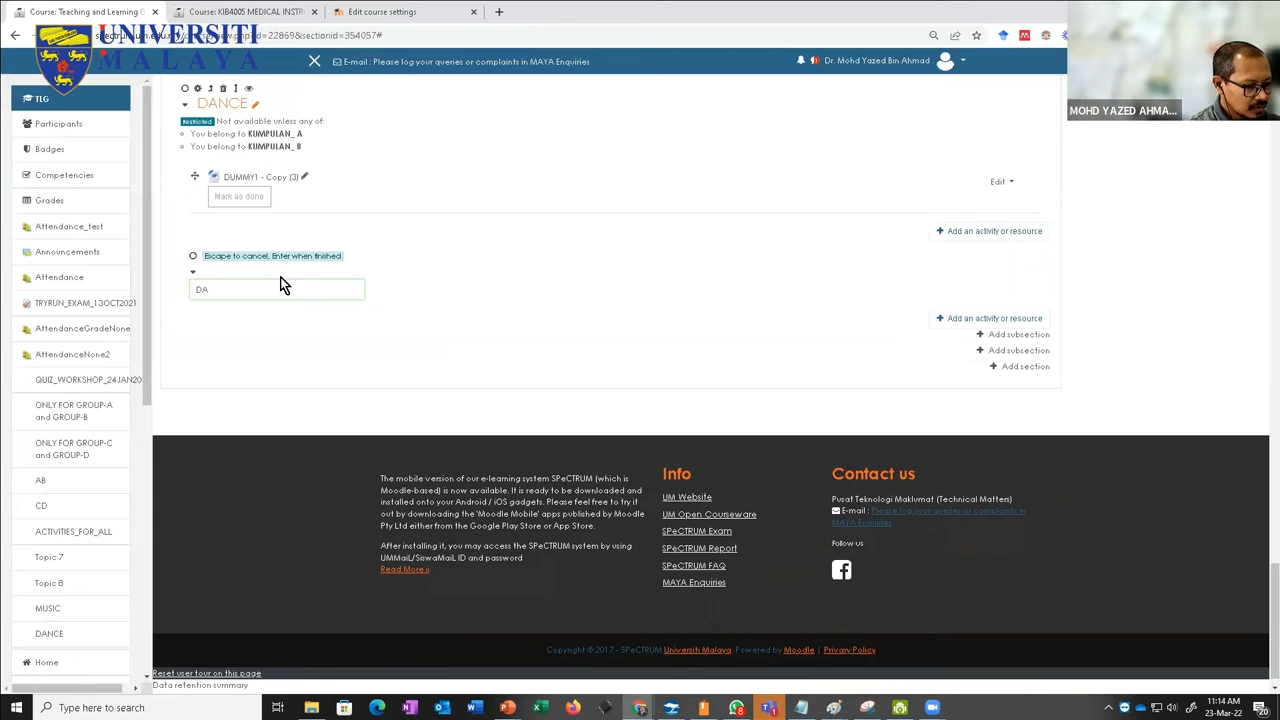 Course: Teaching and Learning G
Course: KIB4005 MEDICAL INSTR
Edit course settings
UNIVERSITI
MALAYA
22869&sectionid=354057#
E-mail : Please log your queries or complaints in MAYA Enquiries
Dr. Mohd Yazed Bin Ahmad
MOHD YAZED AHMA...
TLG
Participants
Badges
Competencies
Grades
Attendance_test
Announcements
Attendance
TRYRUN_EXAM_13OCT2021
AttendanceGradeNone
AttendanceNone2
QUIZ_WORKSHOP_24JAN20
ONLY FOR GROUP-A
and GROUP-B
ONLY FOR GROUP-C
and GROUP-D
AB
CD
ACTIVITIES_FOR_ALL
Topic 7
Topic 8
MUSIC
DANCE
Home
DANCE
Restricted Not available unless any of:
You belong to KUMPULAN_ A
You belong to KUMPULAN_ B
DUMMY1 - Copy (3)
Edit
Mark as done
Add an activity or resource
Escape to cancel, Enter when finished
DA
Add an activity or resource
Add subsection
Add subsection
Add section
The mobile version of our e-learning system SPeCTRUM (which is
Moodle-based) is now available. It is ready to be downloaded and
installed onto your Android / iOS gadgets. Please feel free to try it
out by downloading the 'Moodle Mobile' apps published by Moodle
Pty Ltd either from the Google Play Store or App Store.
After installing it, you may access the SPeCTRUM system by using
UMMaiL/SiswaMaiL ID and password
Read More »
Info
UM Website
UM Open Courseware
SPeCTRUM Exam
SPeCTRUM Report
SPeCTRUM FAQ
MAYA Enquiries
Contact us
Pusat Teknologi Maklumat (Technical Matters)
E-mail : Please log your queries or complaints in
MAYA Enquiries
Follow us
Copyright © 2017 - SPeCTRUM Universiti Malaya. Powered by Moodle | Privary Policy
Reset user tour on this page
Data retention summary
Type here to search
11:14 AM
23-Mar-22
20